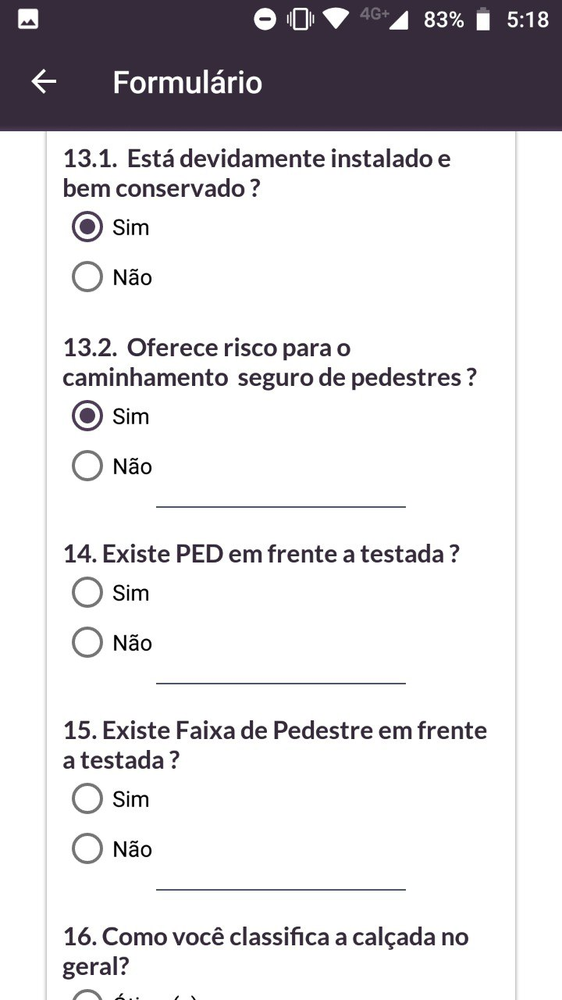 4G+ 83% 5:18
Formulário
13.1. Está devidamente instalado e
bem conservado ?
Sim
Não
13.2. Oferece risco para o
caminhamento seguro de pedestres ?
Sim
Não
14. Existe PED em frente a testada ?
Sim
Não
15. Existe Faixa de Pedestre em frente
a testada ?
Sim
Não
16. Como você classifica a calçada no
geral?